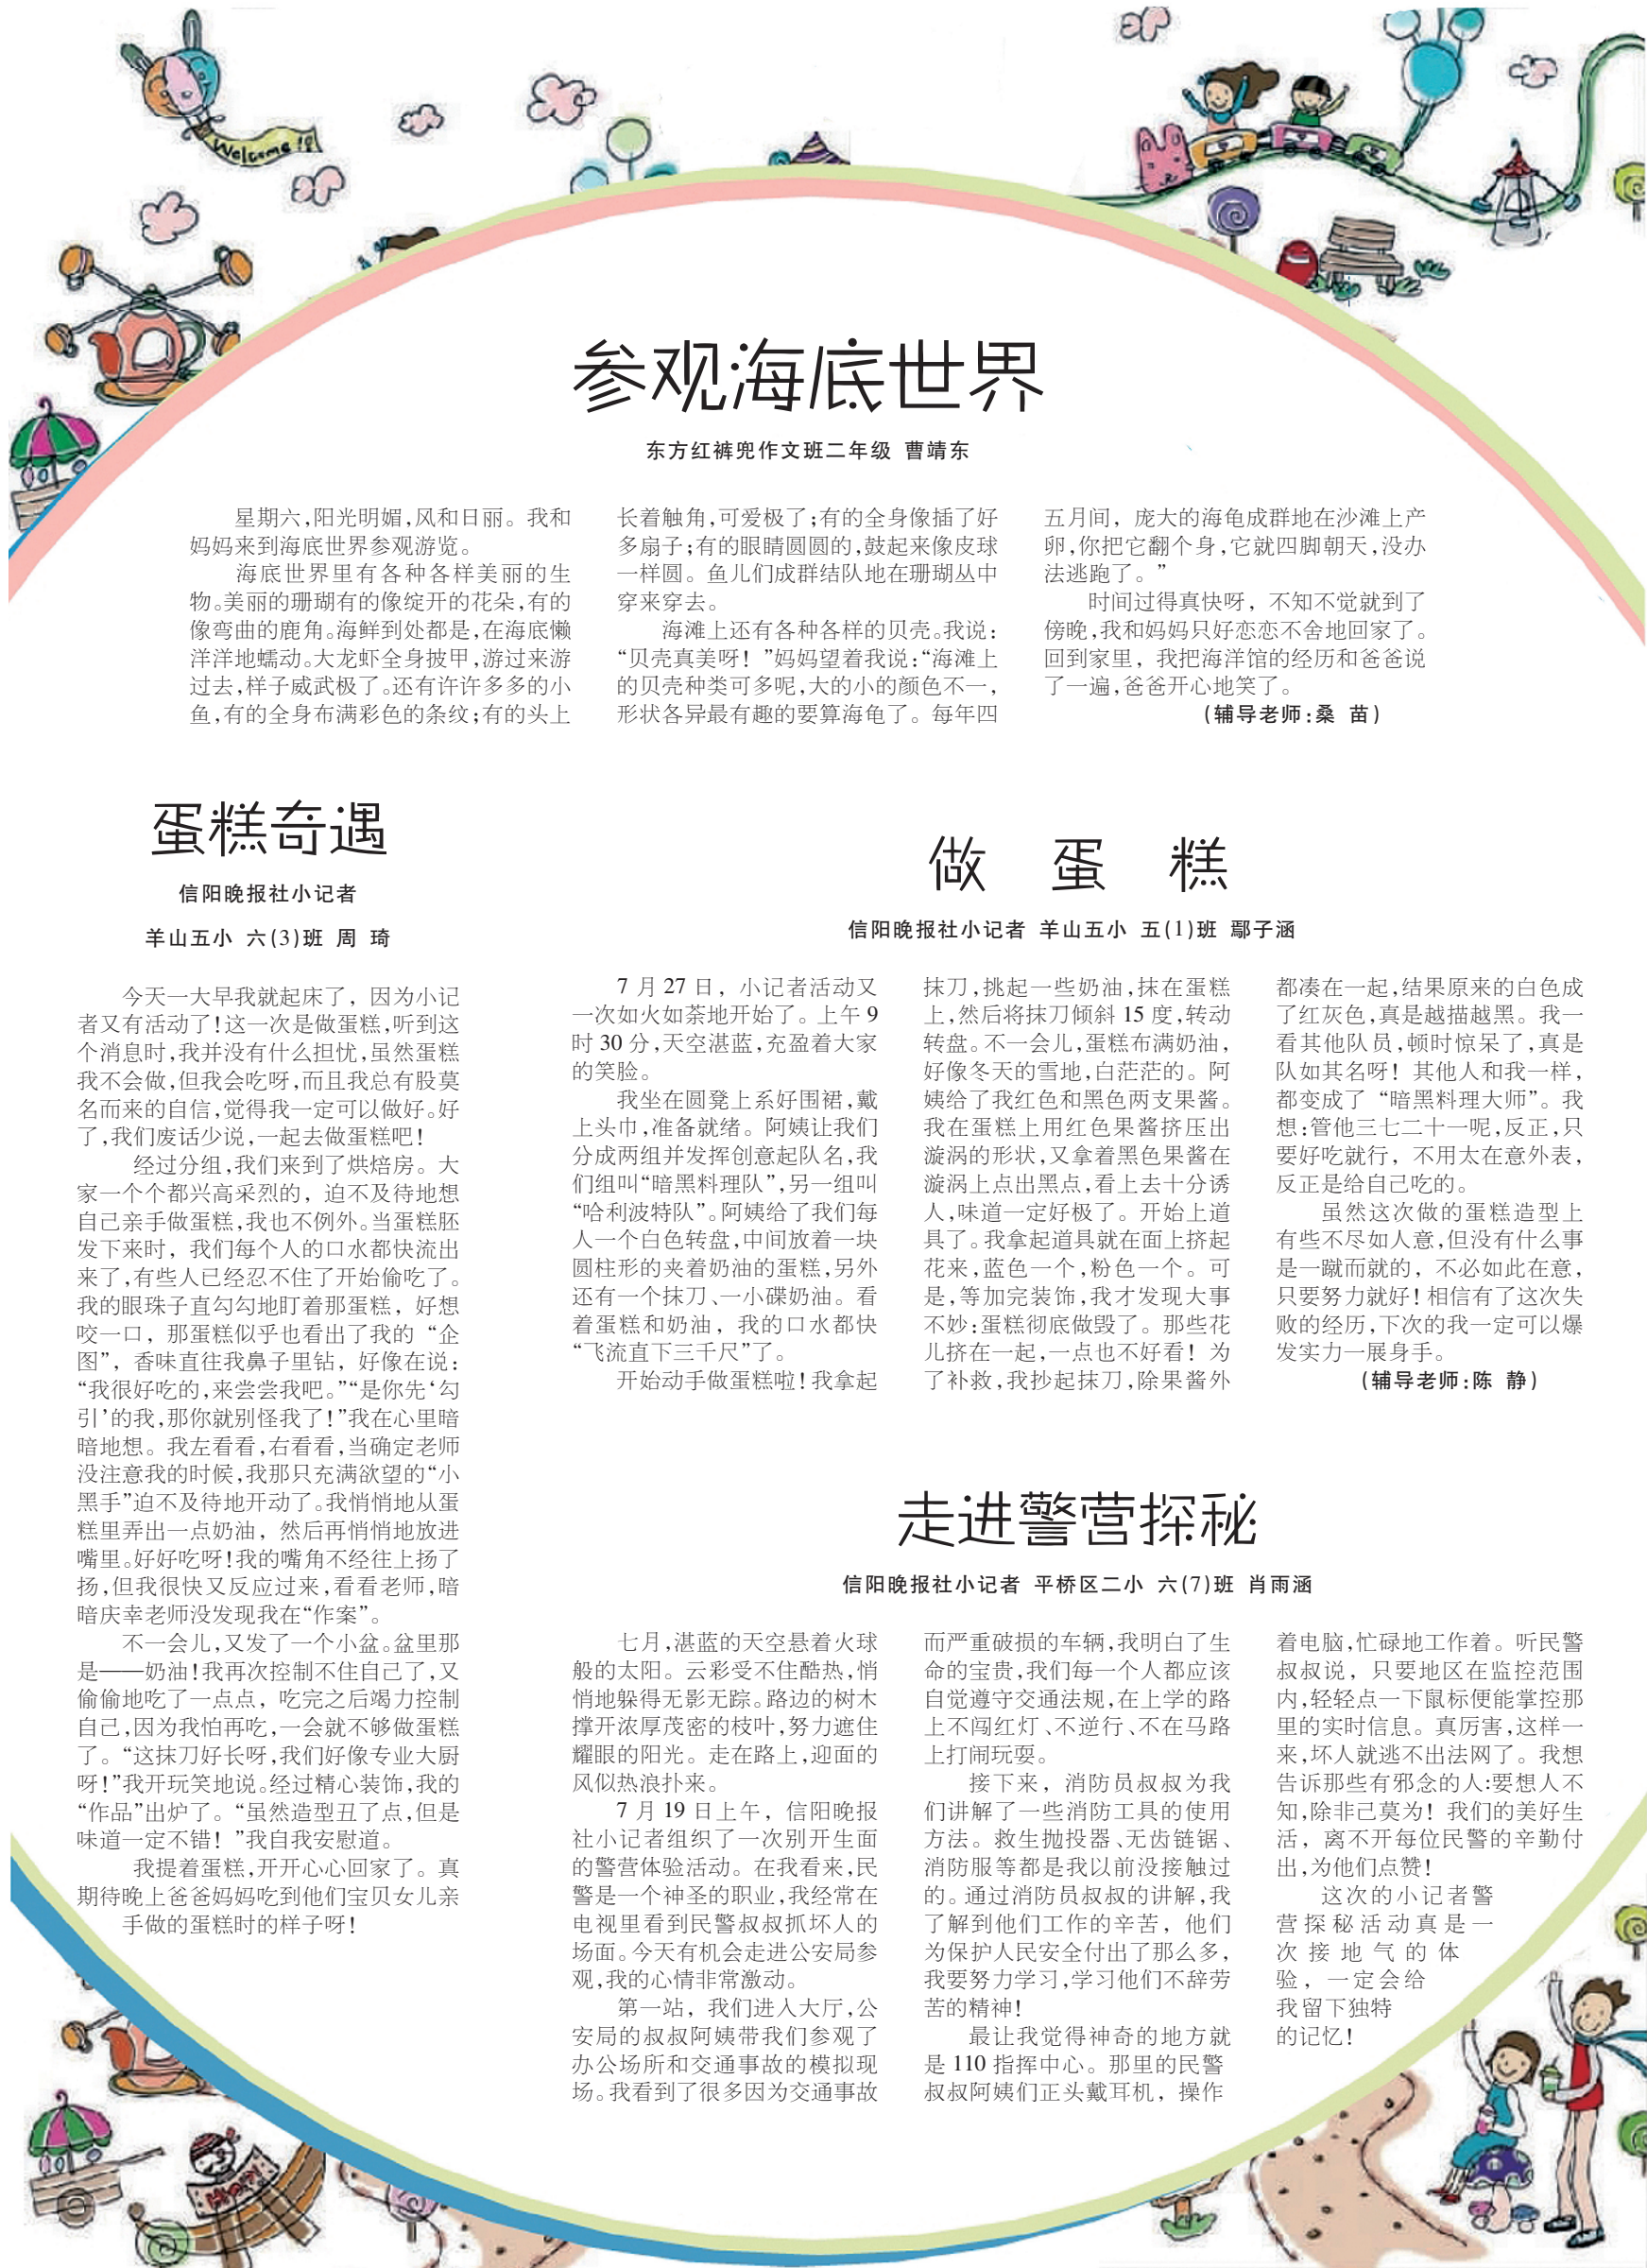 Welcome !!
参观海底世界
东方红裤兜作文班二年级 曹靖东
星期六,阳光明媚,风和日丽。我和
妈妈来到海底世界参观游览。
海底世界里有各种各样美丽的生
物。美丽的珊瑚有的像绽开的花朵,有的
像弯曲的鹿角。海鲜到处都是,在海底懒
洋洋地蠕动。大龙虾全身披甲,游过来游
过去,样子威武极了。还有许许多多的小
鱼,有的全身布满彩色的条纹;有的头上
长着触角,可爱极了;有的全身像插了好
多扇子;有的眼睛圆圆的,鼓起来像皮球
一样圆。鱼儿们成群结队地在珊瑚丛中
穿来穿去。
海滩上还有各种各样的贝壳。我说:
“贝壳真美呀!”妈妈望着我说:“海滩上
的贝壳种类可多呢,大的小的颜色不一,
形状各异最有趣的要算海龟了。每年四
五月间,庞大的海龟成群地在沙滩上产
卵,你把它翻个身,它就四脚朝天,没办
法逃跑了。”
时间过得真快呀,不知不觉就到了
傍晚,我和妈妈只好恋恋不舍地回家了。
回到家里,我把海洋馆的经历和爸爸说
了一遍,爸爸开心地笑了。
(辅导老师:桑 苗)
蛋糕奇遇
信阳晚报社小记者
羊山五小 六(3)班 周 琦
今天一大早我就起床了,因为小记
者又有活动了!这一次是做蛋糕,听到这
个消息时,我并没有什么担忧,虽然蛋糕
我不会做,但我会吃呀,而且我总有股莫
名而来的自信,觉得我一定可以做好。好
了,我们废话少说,一起去做蛋糕吧!
经过分组,我们来到了烘焙房。大
家一个个都兴高采烈的,迫不及待地想
自己亲手做蛋糕,我也不例外。当蛋糕胚
发下来时,我们每个人的口水都快流出
来了,有些人已经忍不住了开始偷吃了。
我的眼珠子直勾勾地盯着那蛋糕,好想
咬一口,那蛋糕似乎也看出了我的“企
图”,香味直往我鼻子里钻,好像在说:
“我很好吃的,来尝尝我吧。”“是你先‘勾
引’的我,那你就别怪我了!”我在心里暗
暗地想。我左看看,右看看,当确定老师
没注意我的时候,我那只充满欲望的“小
黑手”迫不及待地开动了。我悄悄地从蛋
糕里弄出一点奶油,然后再悄悄地放进
嘴里。好好吃呀!我的嘴角不经往上扬了
扬,但我很快又反应过来,看看老师,暗
暗庆幸老师没发现我在“作案”。
不一会儿,又发了一个小盆。盆里那
是——奶油!我再次控制不住自己了,又
偷偷地吃了一点点,吃完之后竭力控制
自己,因为我怕再吃,一会就不够做蛋糕
了。“这抹刀好长呀,我们好像专业大厨
呀!”我开玩笑地说。经过精心装饰,我的
“作品”出炉了。“虽然造型丑了点,但是
味道一定不错!”我自我安慰道。
我提着蛋糕,开开心心回家了。真
期待晚上爸爸妈妈吃到他们宝贝女儿亲
手做的蛋糕时的样子呀!
做 蛋 糕
信阳晚报社小记者 羊山五小 五(1)班 鄢子涵
7 月 27 日,小记者活动又
一次如火如荼地开始了。上午 9
时 30 分,天空湛蓝,充盈着大家
的笑脸。
我坐在圆凳上系好围裙,戴
上头巾,准备就绪。阿姨让我们
分成两组并发挥创意起队名,我
们组叫“暗黑料理队”,另一组叫
“哈利波特队”。阿姨给了我们每
人一个白色转盘,中间放着一块
圆柱形的夹着奶油的蛋糕,另外
还有一个抹刀、一小碟奶油。看
着蛋糕和奶油,我的口水都快
“飞流直下三千尺”了。
开始动手做蛋糕啦!我拿起
抹刀,挑起一些奶油,抹在蛋糕
上,然后将抹刀倾斜 15 度,转动
转盘。不一会儿,蛋糕布满奶油,
好像冬天的雪地,白茫茫的。阿
姨给了我红色和黑色两支果酱。
我在蛋糕上用红色果酱挤压出
漩涡的形状,又拿着黑色果酱在
漩涡上点出黑点,看上去十分诱
人,味道一定好极了。开始上道
具了。我拿起道具就在面上挤起
花来,蓝色一个,粉色一个。可
是,等加完装饰,我才发现大事
不妙:蛋糕彻底做毁了。那些花
儿挤在一起,一点也不好看!为
了补救,我抄起抹刀,除果酱外
都凑在一起,结果原来的白色成
了红灰色,真是越描越黑。我一
看其他队员,顿时惊呆了,真是
队如其名呀!其他人和我一样,
都变成了“暗黑料理大师”。我
想:管他三七二十一呢,反正,只
要好吃就行,不用太在意外表,
反正是给自己吃的。
虽然这次做的蛋糕造型上
有些不尽如人意,但没有什么事
是一蹴而就的,不必如此在意,
只要努力就好!相信有了这次失
败的经历,下次的我一定可以爆
发实力一展身手。
(辅导老师:陈 静)
走进警营探秘
信阳晚报社小记者 平桥区二小 六(7)班 肖雨涵
七月,湛蓝的天空悬着火球
般的太阳。云彩受不住酷热,悄
悄地躲得无影无踪。路边的树木
撑开浓厚茂密的枝叶,努力遮住
耀眼的阳光。走在路上,迎面的
风似热浪扑来。
7 月 19 日上午,信阳晚报
社小记者组织了一次别开生面
的警营体验活动。在我看来,民
警是一个神圣的职业,我经常在
电视里看到民警叔叔抓坏人的
场面。今天有机会走进公安局参
观,我的心情非常激动。
第一站,我们进入大厅,公
安局的叔叔阿姨带我们参观了
办公场所和交通事故的模拟现
场。我看到了很多因为交通事故
而严重破损的车辆,我明白了生
命的宝贵,我们每一个人都应该
自觉遵守交通法规,在上学的路
上不闯红灯、不逆行、不在马路
上打闹玩耍。
接下来,消防员叔叔为我
们讲解了一些消防工具的使用
方法。救生抛投器、无齿链锯、
消防服等都是我以前没接触过
的。通过消防员叔叔的讲解,我
了解到他们工作的辛苦,他们
为保护人民安全付出了那么多,
我要努力学习,学习他们不辞劳
苦的精神!
最让我觉得神奇的地方就
是 110 指挥中心。那里的民警
叔叔阿姨们正头戴耳机,操作
着电脑,忙碌地工作着。听民警
叔叔说,只要地区在监控范围
内,轻轻点一下鼠标便能掌控那
里的实时信息。真厉害,这样一
来,坏人就逃不出法网了。我想
告诉那些有邪念的人:要想人不
知,除非己莫为!我们的美好生
活,离不开每位民警的辛勤付
出,为他们点赞!
这次的小记者警
营探秘活动真是一
次接地气的体
验,一定会给
我留下独特
的记忆!